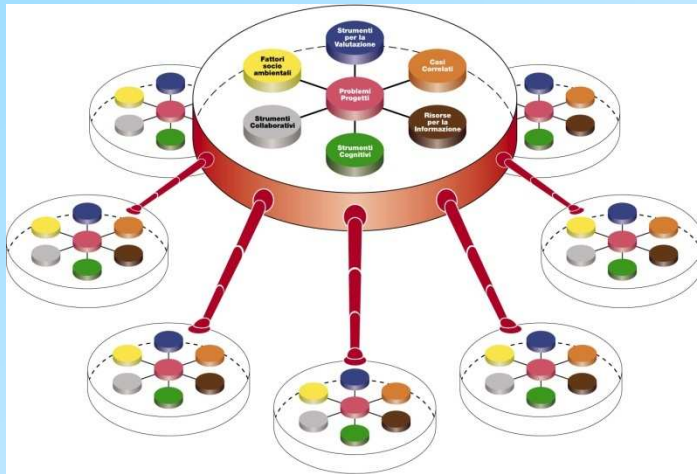 Strumenti
per la
Valutazione
Fattori
socio
ambientali
Casi
Correlati
Problemi
Progetti
Strumenti
Collaborativi
Risorse
per la
Informazione
Strumenti
Cognitivi